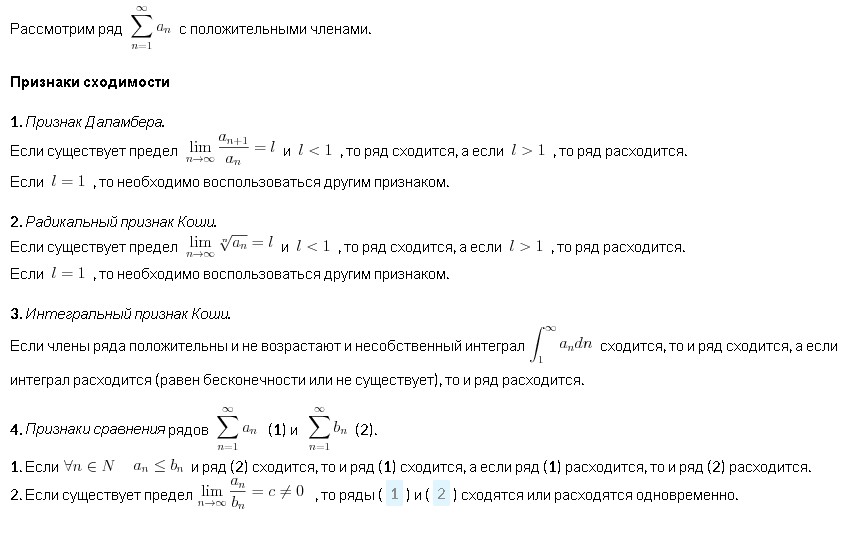 Рассмотрим ряд $\sum_{n=1}^{\infty} a_n$ с положительными членами.
Признаки сходимости
1. Признак Даламбера.
Если существует предел $\lim_{n\to\infty} \frac{a_{n+1}}{a_n} = l$ и $l < 1$ , то ряд сходится, а если $l > 1$ , то ряд расходится.
Если $l = 1$ , то необходимо воспользоваться другим признаком.
2. Радикальный признак Коши.
Если существует предел $\lim_{n\to\infty} \sqrt[n]{a_n} = l$ и $l < 1$ , то ряд сходится, а если $l > 1$ , то ряд расходится.
Если $l = 1$ , то необходимо воспользоваться другим признаком.
3. Интегральный признак Коши.
Если члены ряда положительны и не возрастают и несобственный интеграл $\int_1^{\infty} a_n dn$ сходится, то и ряд сходится, а если
интеграл расходится (равен бесконечности или не существует), то и ряд расходится.
4. Признаки сравнения рядов $\sum_{n=1}^{\infty} a_n$ (1) и $\sum_{n=1}^{\infty} b_n$ (2).
1. Если $\forall n \in N \quad a_n \leq b_n$ и ряд (2) сходится, то и ряд (1) сходится, а если ряд (1) расходится, то и ряд (2) расходится.
2. Если существует предел $\lim_{n\to\infty} \frac{a_n}{b_n} = c \neq 0$ , то ряды ( 1 ) и ( 2 ) сходятся или расходятся одновременно.